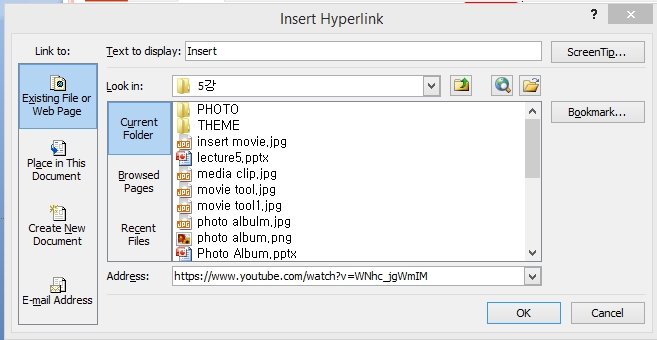 Insert Hyperlink
? X
Link to:
Text to display: Insert
ScreenTip...
Existing File or
Web Page
Look in: 5강
Bookmark...
Current
Folder
PHOTO
THEME
insert movie.jpg
lecture5.pptx
media clip.jpg
movie tool.jpg
movie tool1.jpg
photo albulm.jpg
photo album.png
Photo Album.pptx
Place in This
Document
Browsed
Pages
Create New
Document
Recent
Files
E-mail Address
Address: https://www.youtube.com/watch?v=WNhc_jgWmIM
OK
Cancel